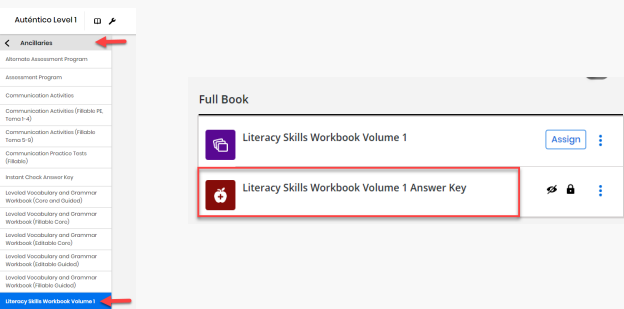 Auténtico Level 1
Ancillaries
Alternate Assessment Program
Assessment Program
Communication Activities
Communication Activities (Fillable PE,
Tema 1-4)
Communication Activities (Fillable
Tema 5-9)
Communication Practice Tests
(Fillable)
Instant Check Answer Key
Leveled Vocabulary and Grammar
Workbook (Core and Guided)
Leveled Vocabulary and Grammar
Workbook (Fillable Core)
Leveled Vocabulary and Grammar
Workbook (Editable Core)
Leveled Vocabulary and Grammar
Workbook (Editable Guided)
Leveled Vocabulary and Grammar
Workbook (Fillable Guided)
Literacy Skills Workbook Volume 1
Full Book
Literacy Skills Workbook Volume 1
Assign
Literacy Skills Workbook Volume 1 Answer Key